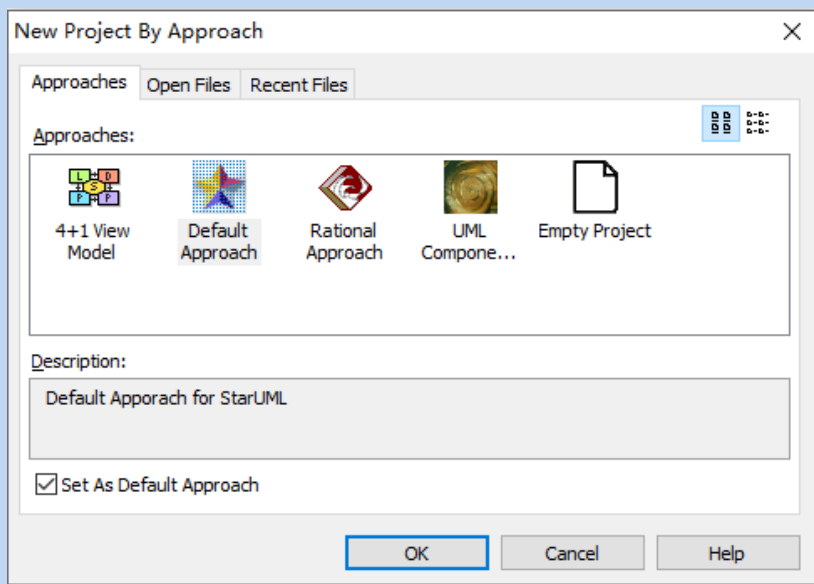 New Project By Approach
Approaches
Open Files
Recent Files
Approaches:
L
D
S
P
P
4+1 View
Model
Default
Approach
Rational
Approach
UML
Compone...
Empty Project
Description:
Default Apporach for StarUML
Set As Default Approach
OK
Cancel
Help